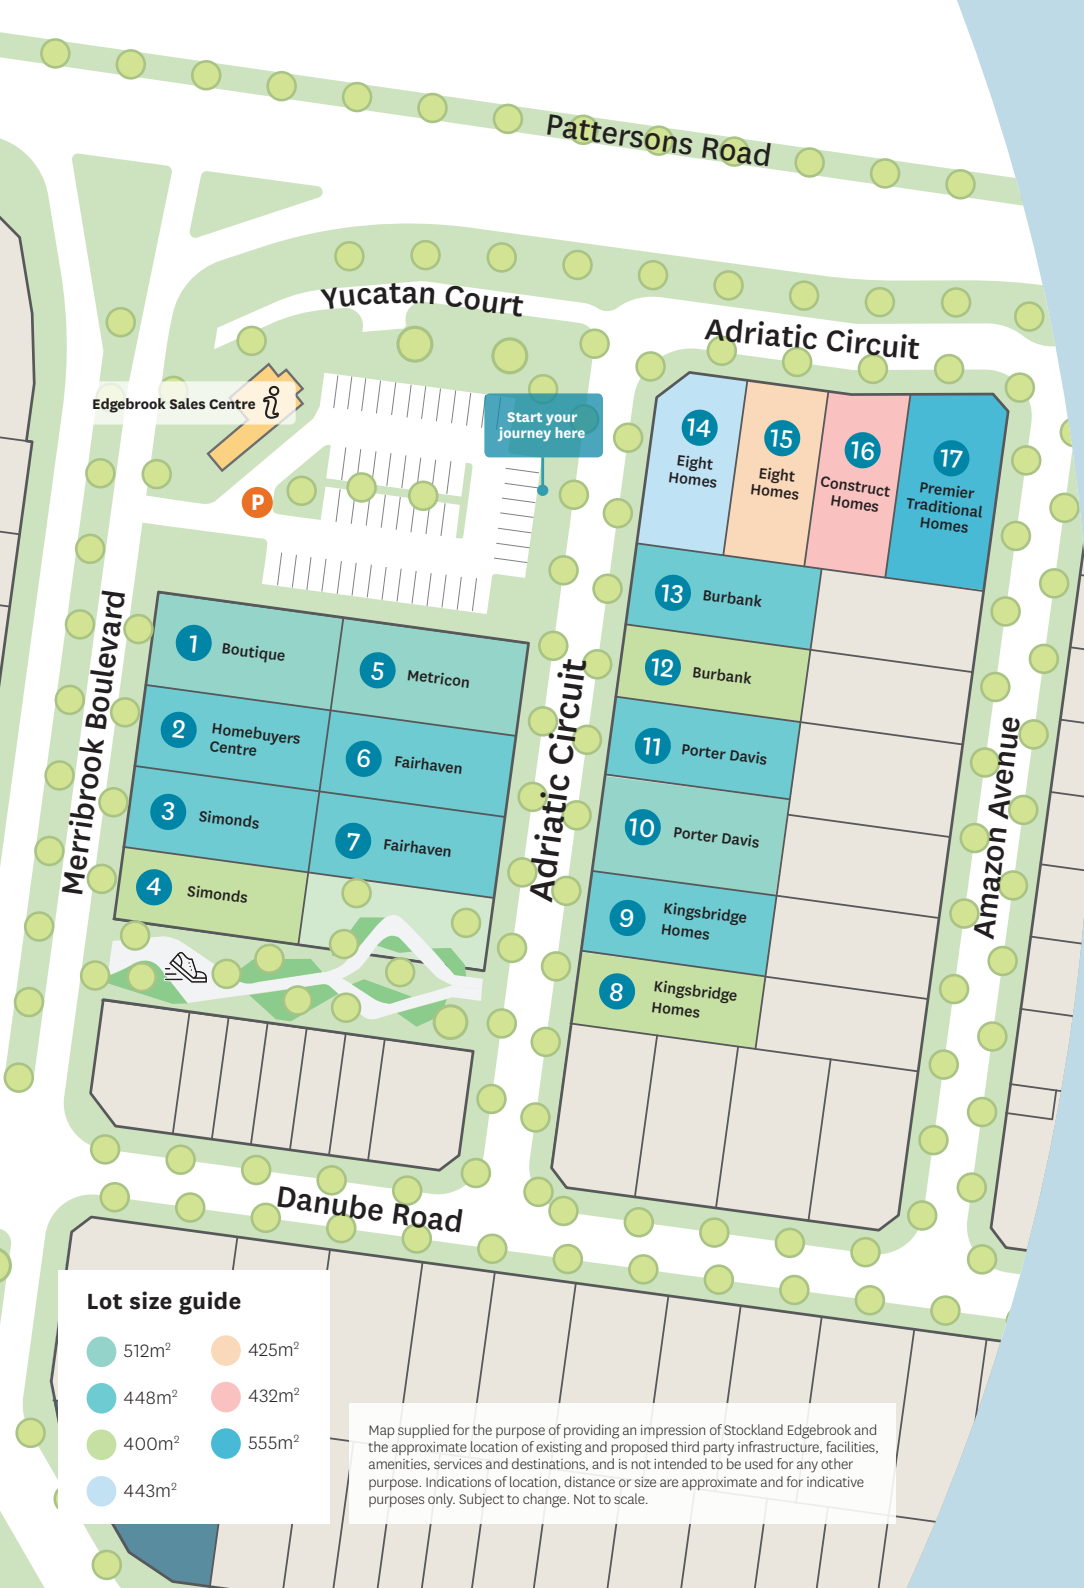 Pattersons Road
Yucatan Court
Adriatic Circuit
Edgebrook Sales Centre
Start your
journey here
P
14
Eight
Homes
15
Eight
Homes
16
Construct
Homes
17
Premier
Traditional
Homes
13 Burbank
12 Burbank
11 Porter Davis
10 Porter Davis
9 Kingsbridge
Homes
8 Kingsbridge
Homes
1 Boutique
5 Metricon
2 Homebuyers
Centre
6 Fairhaven
3 Simonds
7 Fairhaven
4 Simonds
Merribrook Boulevard
Adriatic Circuit
Amazon Avenue
Danube Road
Lot size guide
512m²
425m²
448m²
432m²
400m²
555m²
443m²
Map supplied for the purpose of providing an impression of Stockland Edgebrook and
the approximate location of existing and proposed third party infrastructure, facilities,
amenities, services and destinations, and is not intended to be used for any other
purpose. Indications of location, distance or size are approximate and for indicative
purposes only. Subject to change. Not to scale.